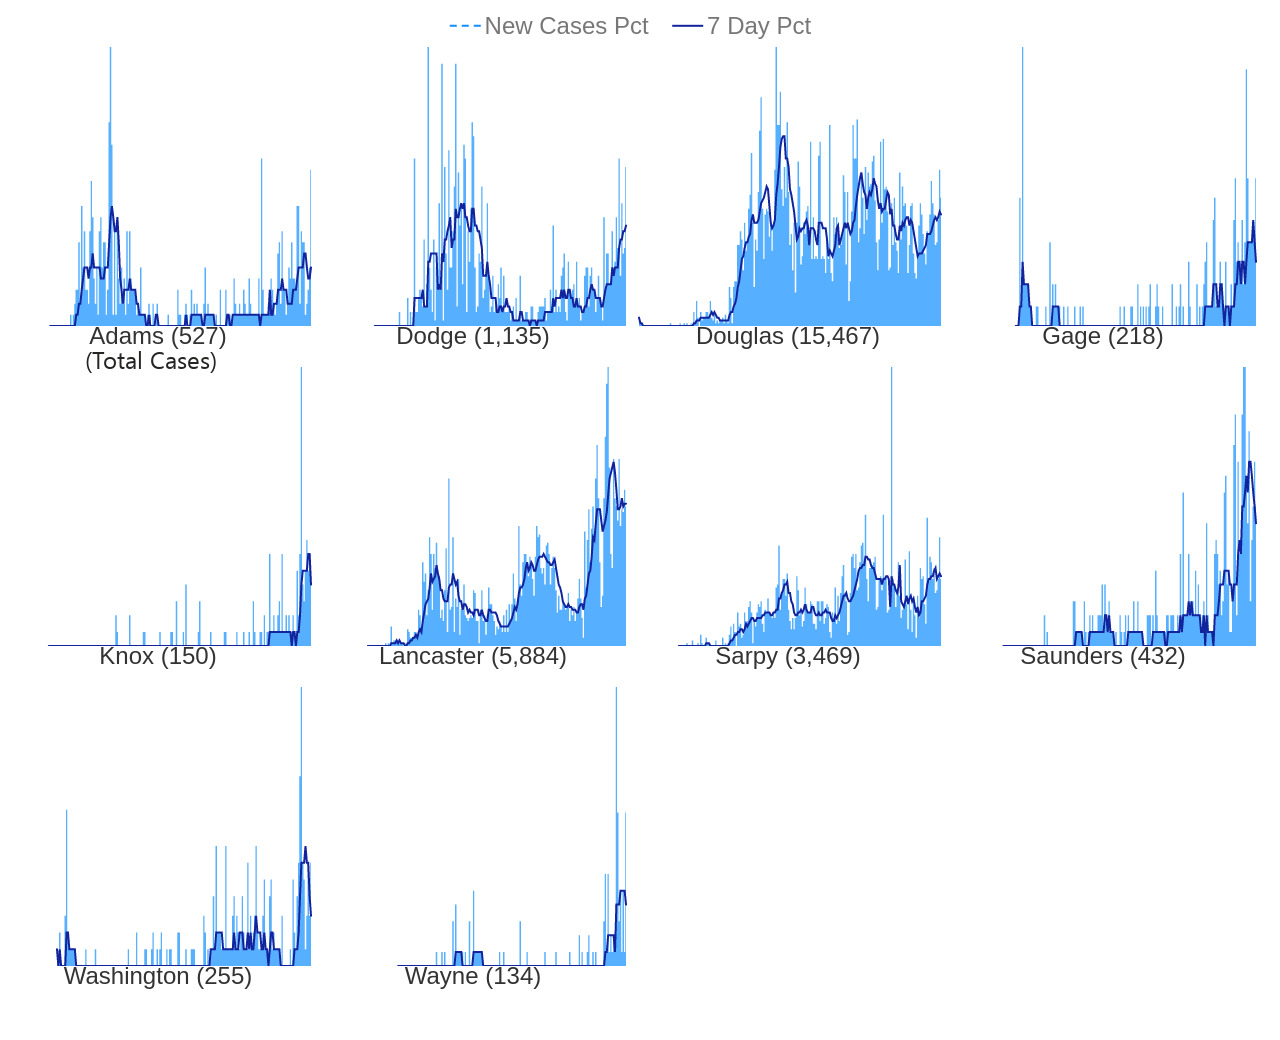 New Cases Pct 7 Day Pct
Adams (527) Dodge (1,135) Douglas (15,467) Gage (218)
(Total Cases)
Knox (150) Lancaster (5,884) Sarpy (3,469) Saunders (432)
Washington (255) Wayne (134)